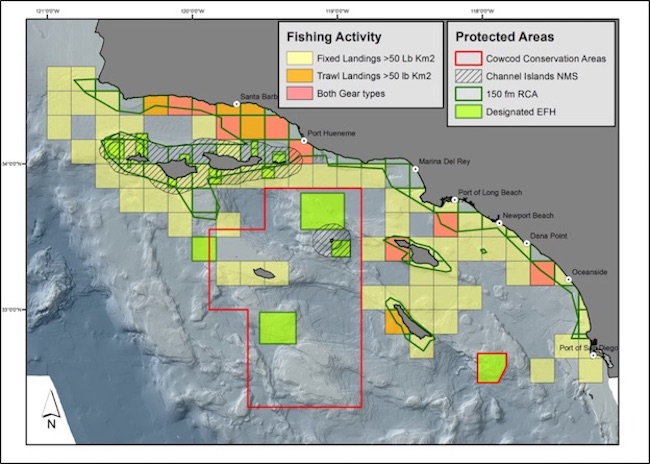 121°0'0"W 120°0'0"W 119°0'0"W 118°0'0"W
Fishing Activity
Fixed Landings >50 Lb Km2
Trawl Landings >50 lb Km2
Both Gear types
Protected Areas
Cowcod Conservation Areas
Channel Islands NMS
150 fm RCA
Designated EFH
Santa Barb
Port Hueneme
34°0'0"N
Marina Del Rey
Port of Long Beach
Newport Beach
Dana Point
Oceanside
33°0'0"N
Port of San Diego
N